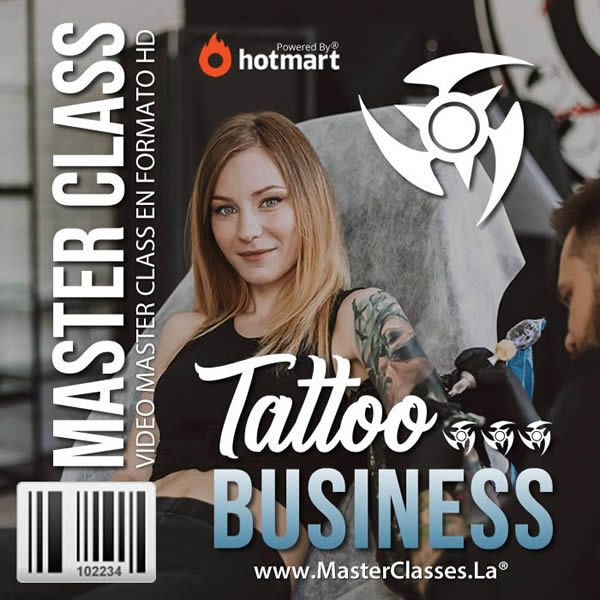 MASTER CLASS
VIDEO MASTER CLASS EN FORMATO HD
Powered By®
hotmart
Tattoo
BUSINESS
102234
www.MasterClasses.La®